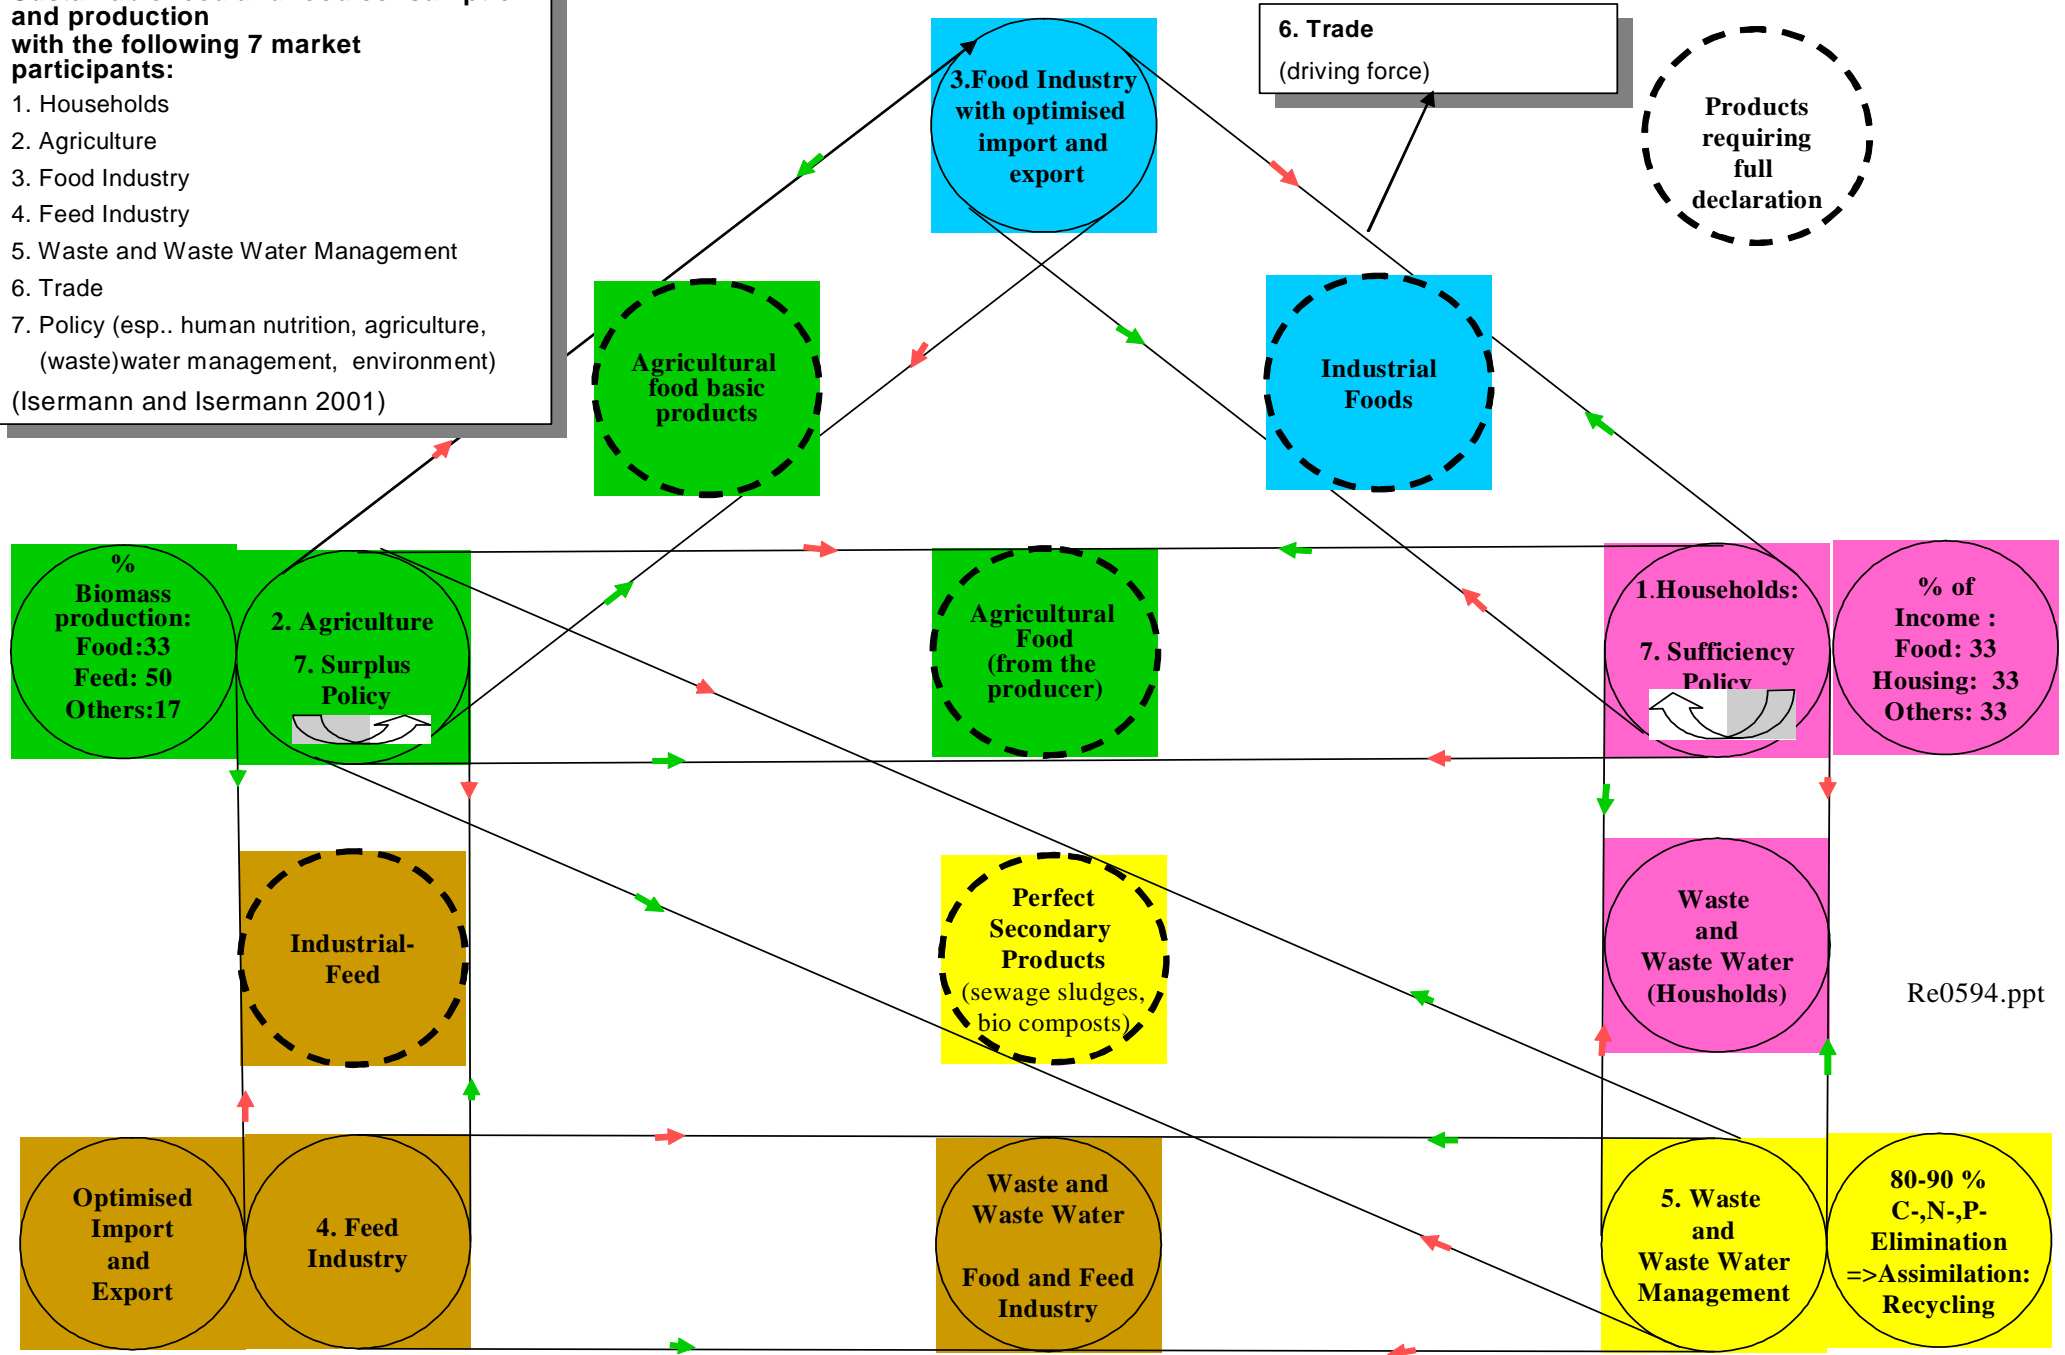 and production
with the following 7 market
participants:
1. Households
2. Agriculture
3. Food Industry
4. Feed Industry
5. Waste and Waste Water Management
6. Trade
7. Policy (esp.. human nutrition, agriculture,
(waste)water management, environment)
(Isermann and Isermann 2001)
3.Food Industry
with optimised
import and
export
6. Trade
(driving force)
Products
requiring
full
declaration
Agricultural
food basic
products
Industrial
Foods
%
Biomass
production:
Food:33
Feed: 50
Others:17
2. Agriculture
7. Surplus
Policy
Agricultural
Food
(from the
producer)
1.Households:
7. Sufficiency
Policy
% of
Income :
Food: 33
Housing: 33
Others: 33
Industrial-
Feed
Perfect
Secondary
Products
(sewage sludges,
bio composts)
Waste
and
Waste Water
(Housholds)
Re0594.ppt
Optimised
Import
and
Export
4. Feed
Industry
Waste and
Waste Water
Food and Feed
Industry
5. Waste
and
Waste Water
Management
80-90 %
C-,N-,P-
Elimination
=>Assimilation:
Recycling